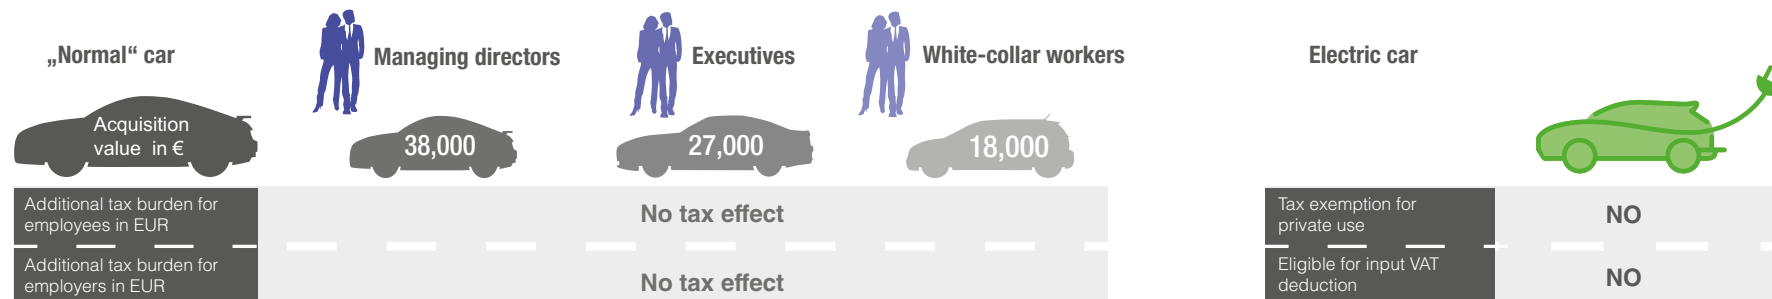 „Normal“ car
Managing directors
Executives
White-collar workers
Electric car
Acquisition
value in €
38,000
27,000
18,000
Additional tax burden for
employees in EUR
No tax effect
Additional tax burden for
employers in EUR
No tax effect
Tax exemption for
private use
NO
Eligible for input VAT
deduction
NO